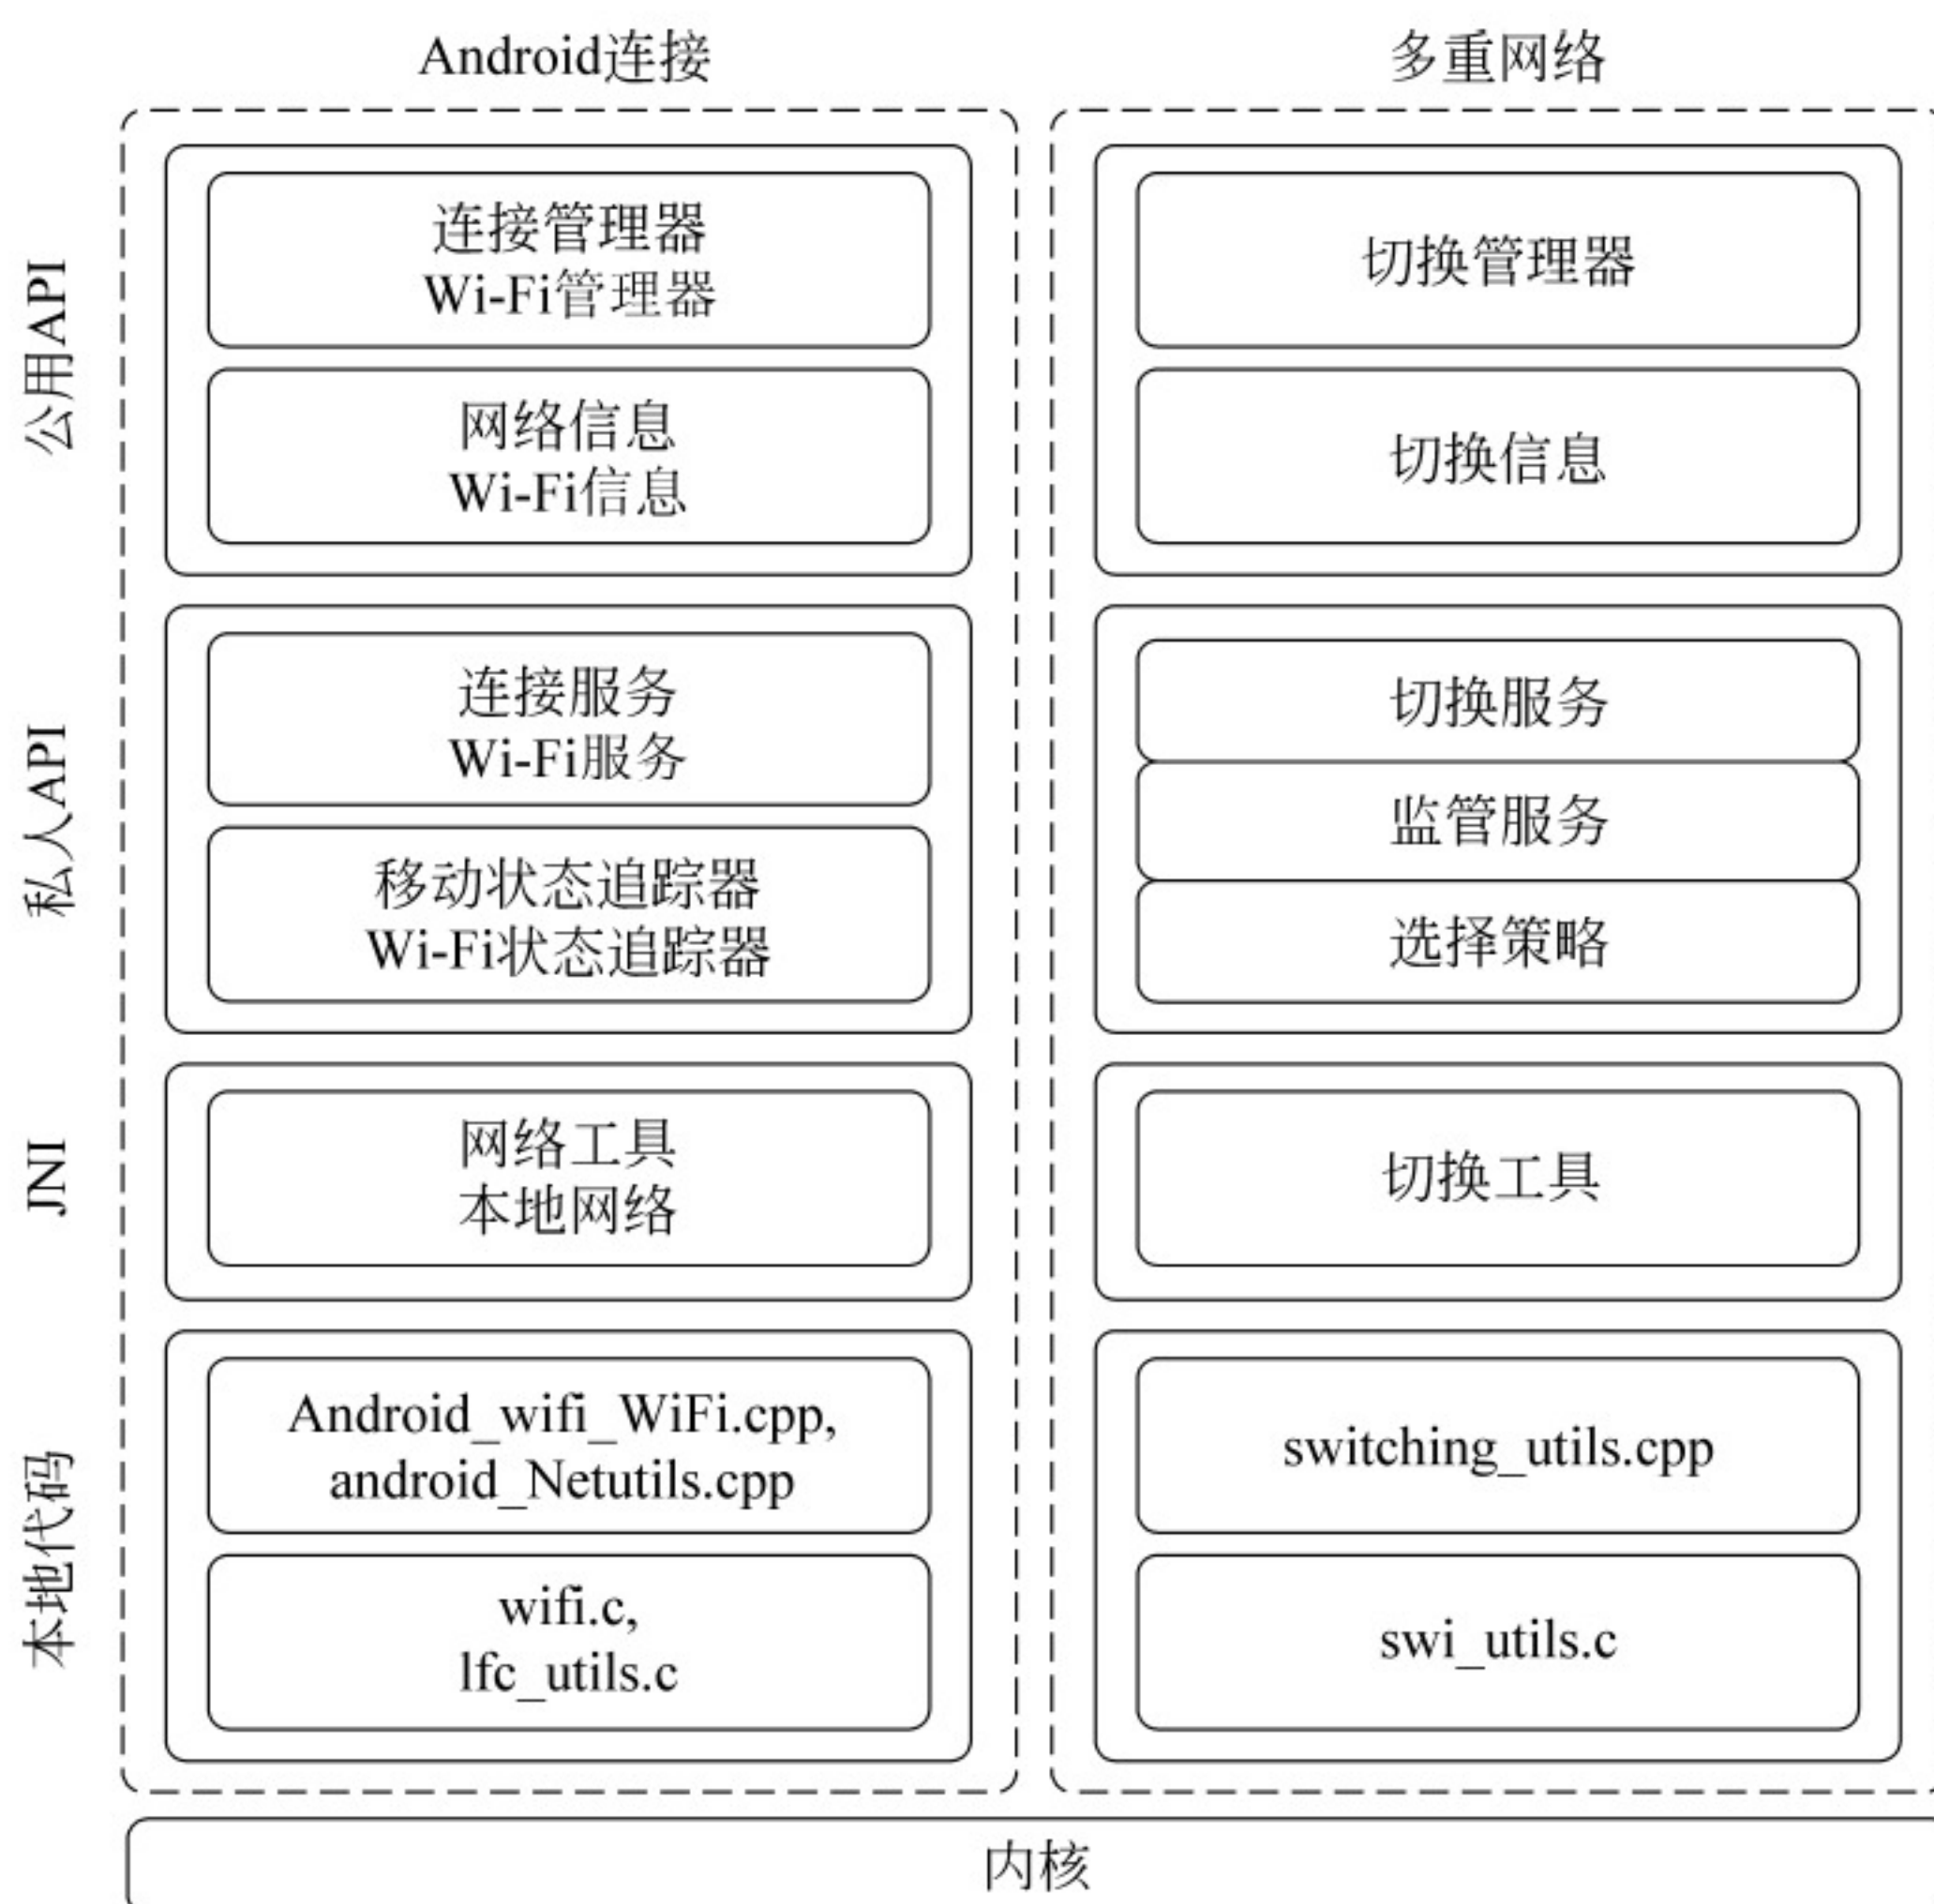 Android连接
多重网络
公用API
连接管理器
Wi-Fi管理器
网络信息
Wi-Fi信息
切换管理器
切换信息
私人API
连接服务
Wi-Fi服务
移动状态追踪器
Wi-Fi状态追踪器
切换服务
监管服务
选择策略
JNI
网络工具
本地网络
切换工具
本地代码
Android_wifi_WiFi.cpp,
android_Netutils.cpp
wifi.c,
lfc_utils.c
switching_utils.cpp
swi_utils.c
内核